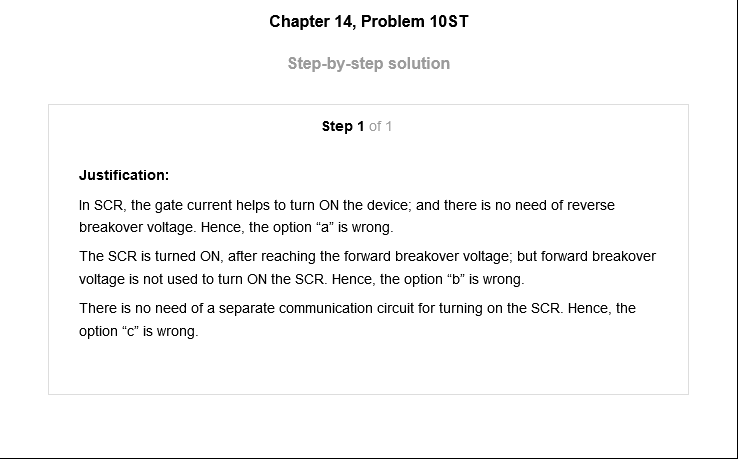 Chapter 14, Problem 10ST
Step-by-step solution
Step 1 of 1
Justification:
In SCR, the gate current helps to turn ON the device; and there is no need of reverse
breakover voltage. Hence, the option “a” is wrong.
The SCR is turned ON, after reaching the forward breakover voltage; but forward breakover
voltage is not used to turn ON the SCR. Hence, the option “b” is wrong.
There is no need of a separate communication circuit for turning on the SCR. Hence, the
option “c” is wrong.